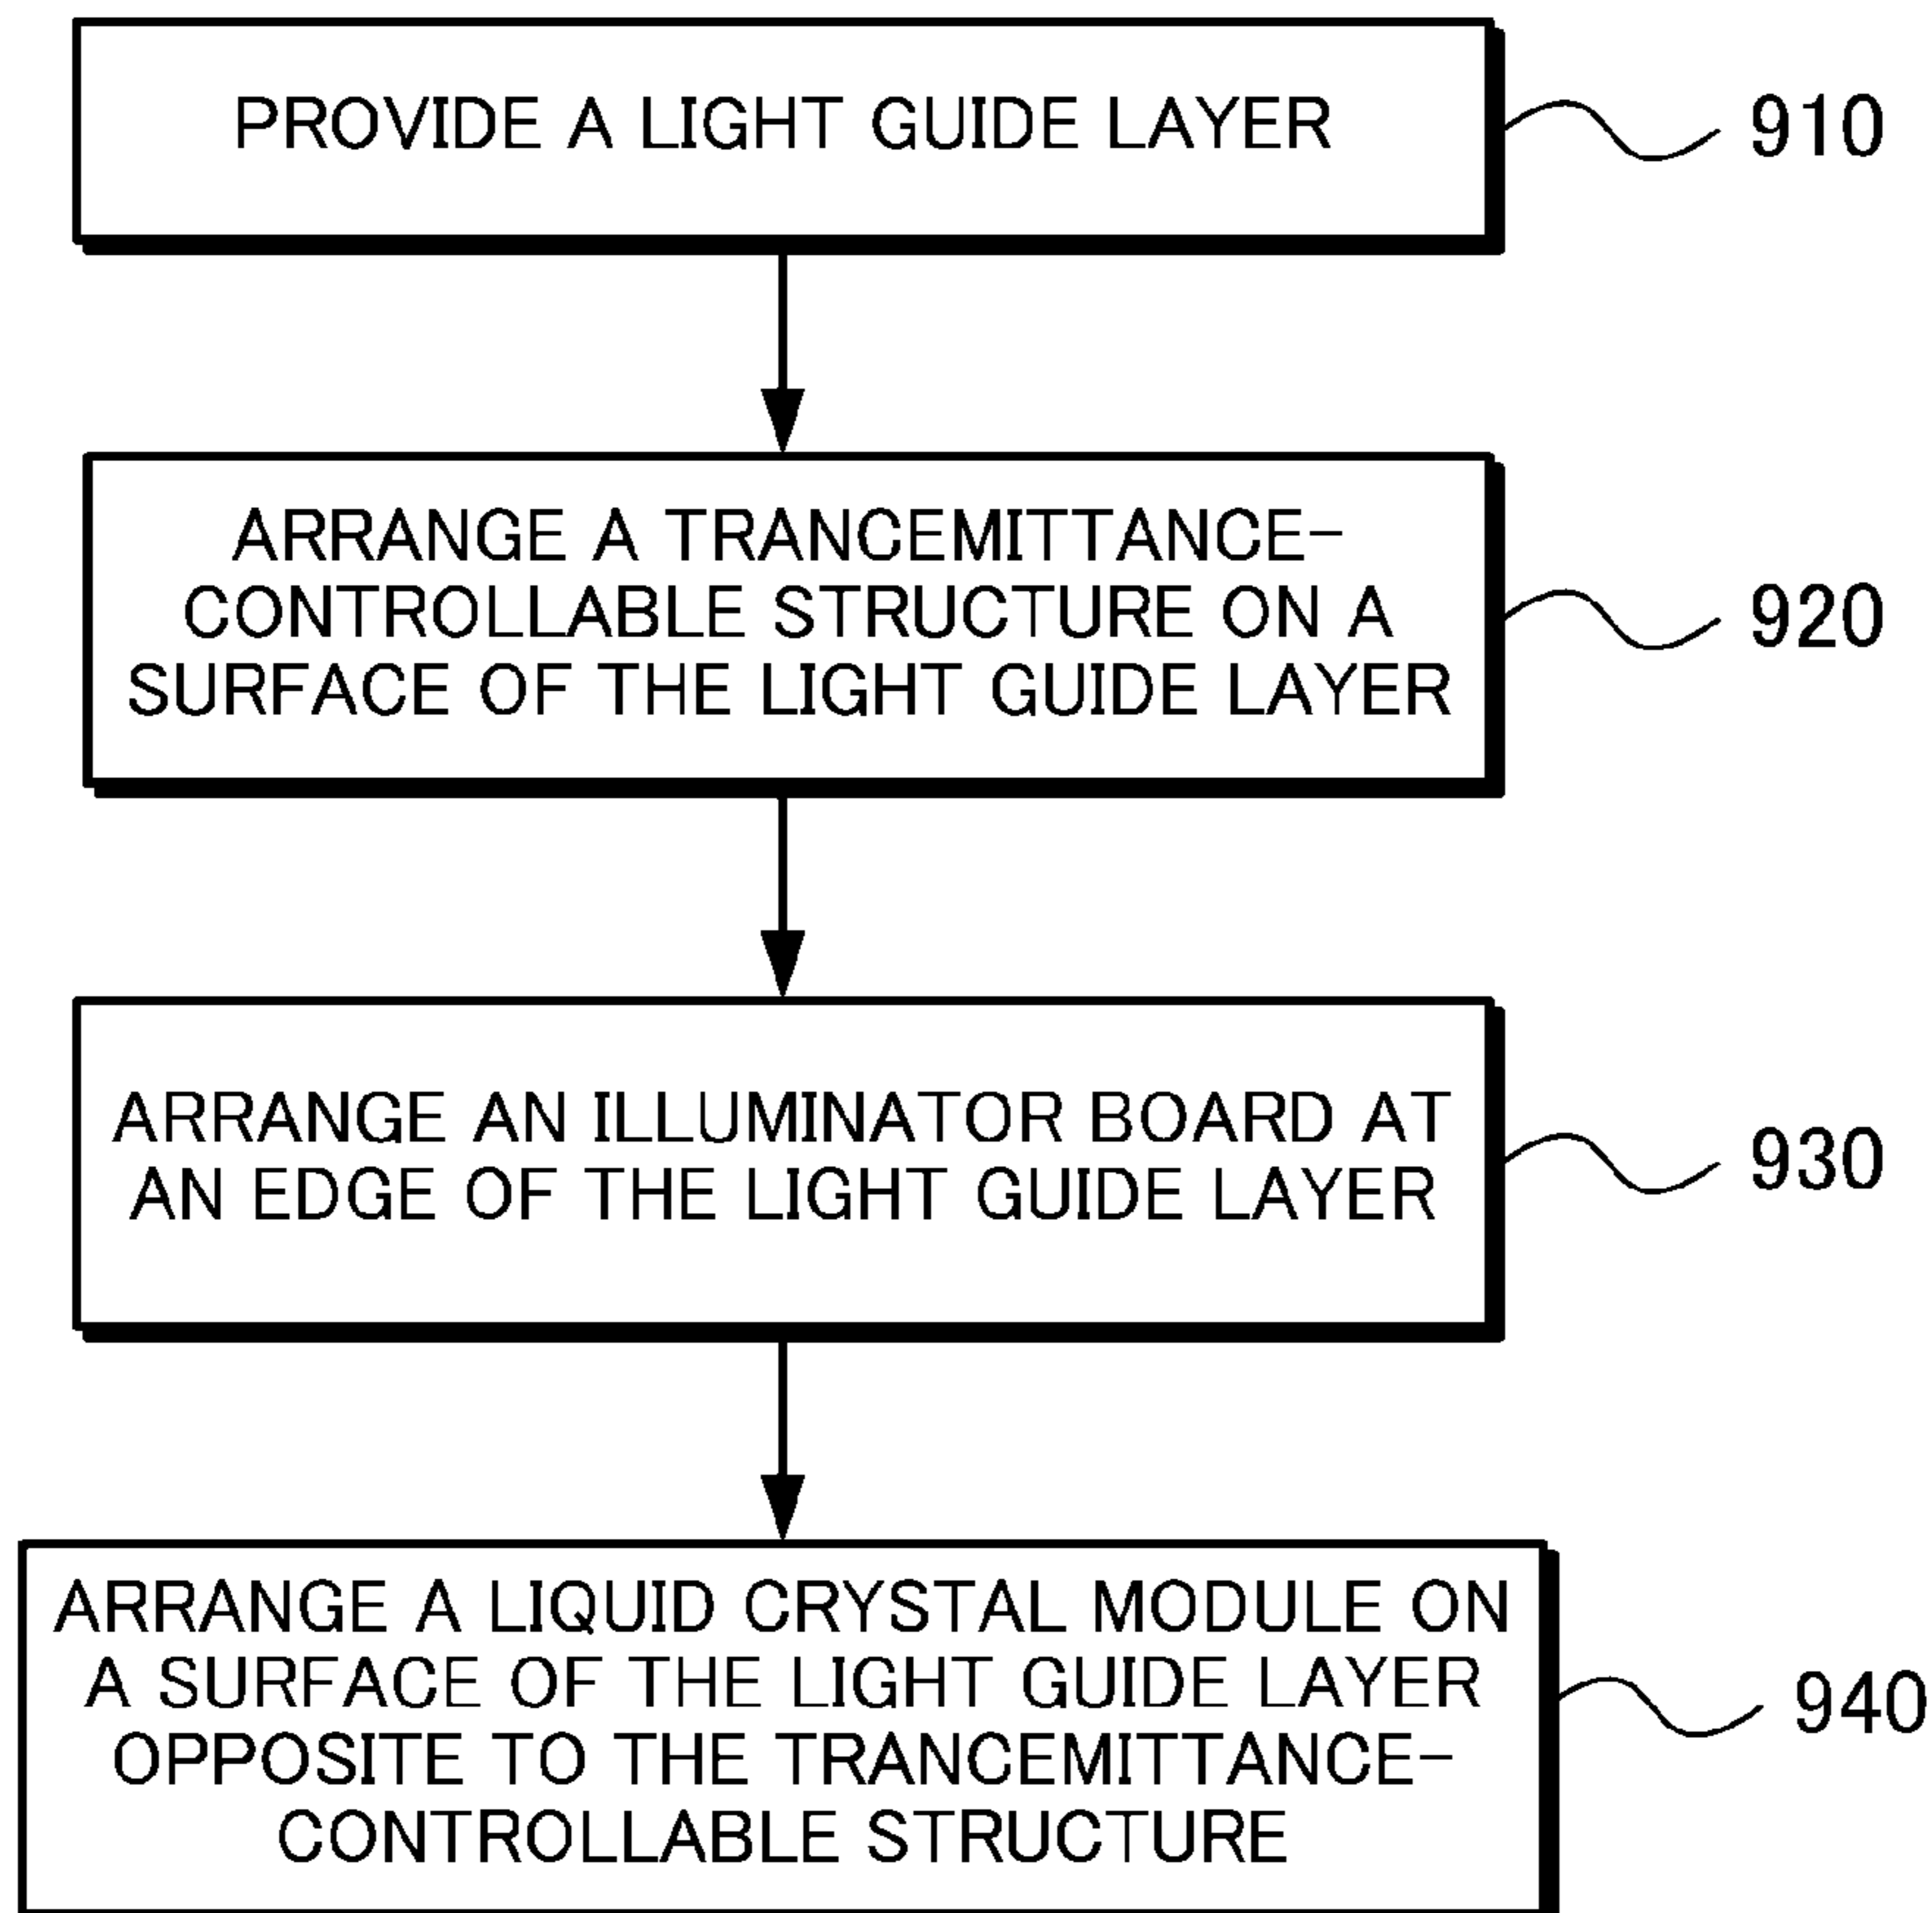 PROVIDE A LIGHT GUIDE LAYER
910
ARRANGE A TRANCEMITTANCE-
CONTROLLABLE STRUCTURE ON A
SURFACE OF THE LIGHT GUIDE LAYER
920
ARRANGE AN ILLUMINATOR BOARD AT
AN EDGE OF THE LIGHT GUIDE LAYER
930
ARRANGE A LIQUID CRYSTAL MODULE ON
A SURFACE OF THE LIGHT GUIDE LAYER
OPPOSITE TO THE TRANCEMITTANCE-
CONTROLLABLE STRUCTURE
940